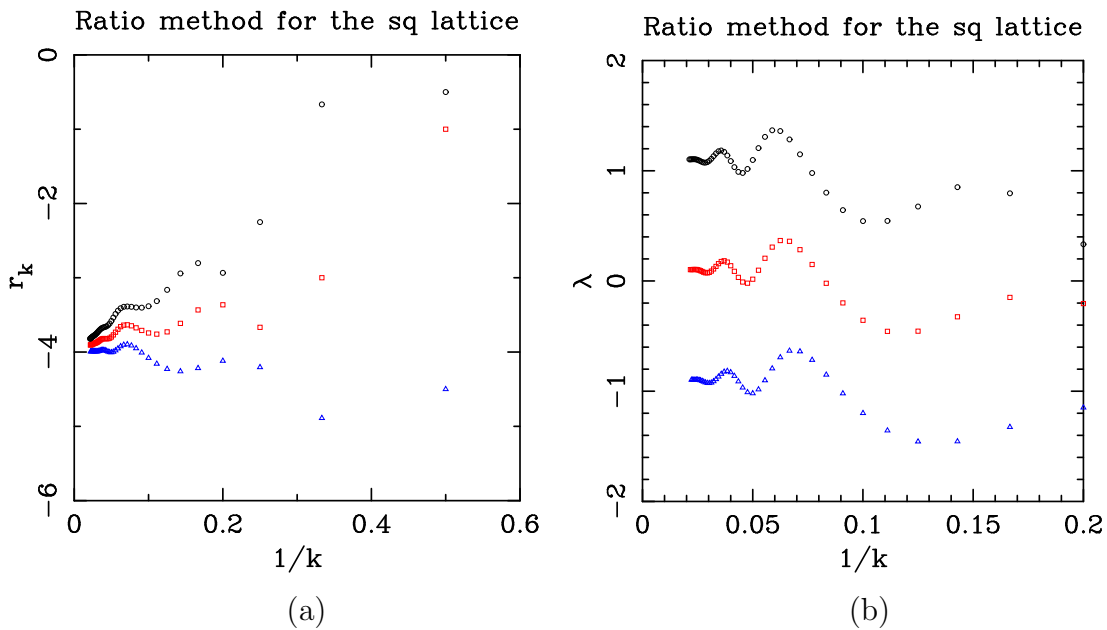 Ratio method for the sq lattice
0
−2
−4
−6
r_k
0
0.2
0.4
0.6
1/k
(a)
Ratio method for the sq lattice
2
1
0
−1
−2
λ
0
0.05
0.1
0.15
0.2
1/k
(b)